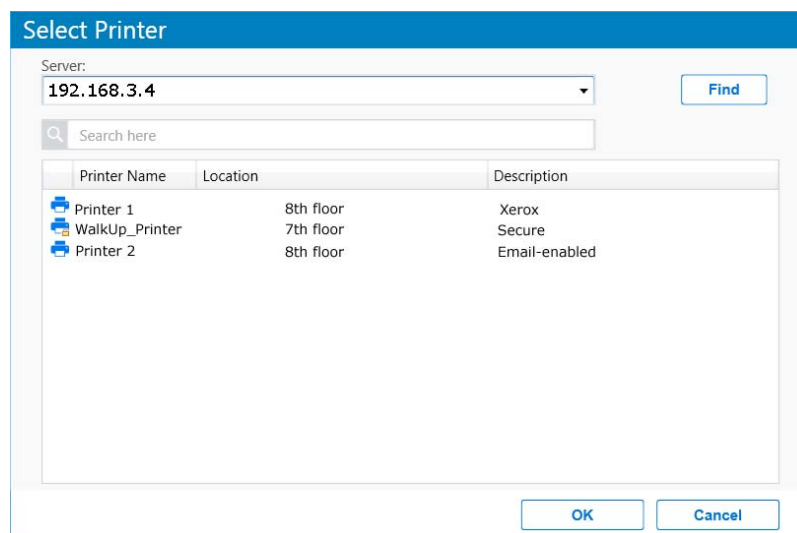 Select Printer
Server:
192.168.3.4
Find
Search here
Printer Name Location Description
Printer 1 8th floor Xerox
WalkUp_Printer 7th floor Secure
Printer 2 8th floor Email-enabled
OK Cancel